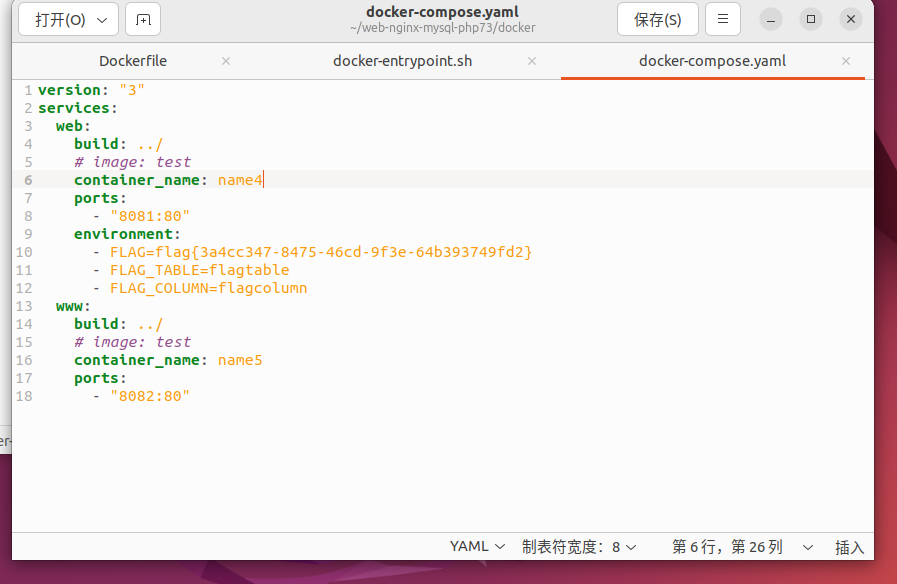 打开(O)
docker-compose.yaml
~/web-nginx-mysql-php73/docker
保存(S)
Dockerfile
docker-entrypoint.sh
docker-compose.yaml
1 version: "3"
2 services:
3 web:
4 build: ../
5 # image: test
6 container_name: name4
7 ports:
8 - "8081:80"
9 environment:
10 - FLAG=flag{3a4cc347-8475-46cd-9f3e-64b393749fd2}
11 - FLAG_TABLE=flagtable
12 - FLAG_COLUMN=flagcolumn
13 www:
14 build: ../
15 # image: test
16 container_name: name5
17 ports:
18 - "8082:80"
er-
YAML
制表符宽度：8
第 6 行，第 26 列
插入